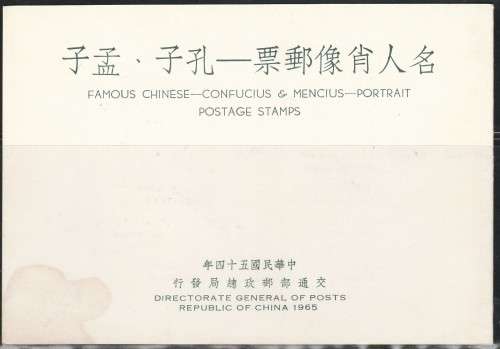 名人肖像郵票—孔子、孟子
FAMOUS CHINESE—CONFUCIUS & MENCIUS—PORTRAIT
POSTAGE STAMPS
中華民國五十四年
交通部郵政總局發行
DIRECTORATE GENERAL OF POSTS
REPUBLIC OF CHINA 1965